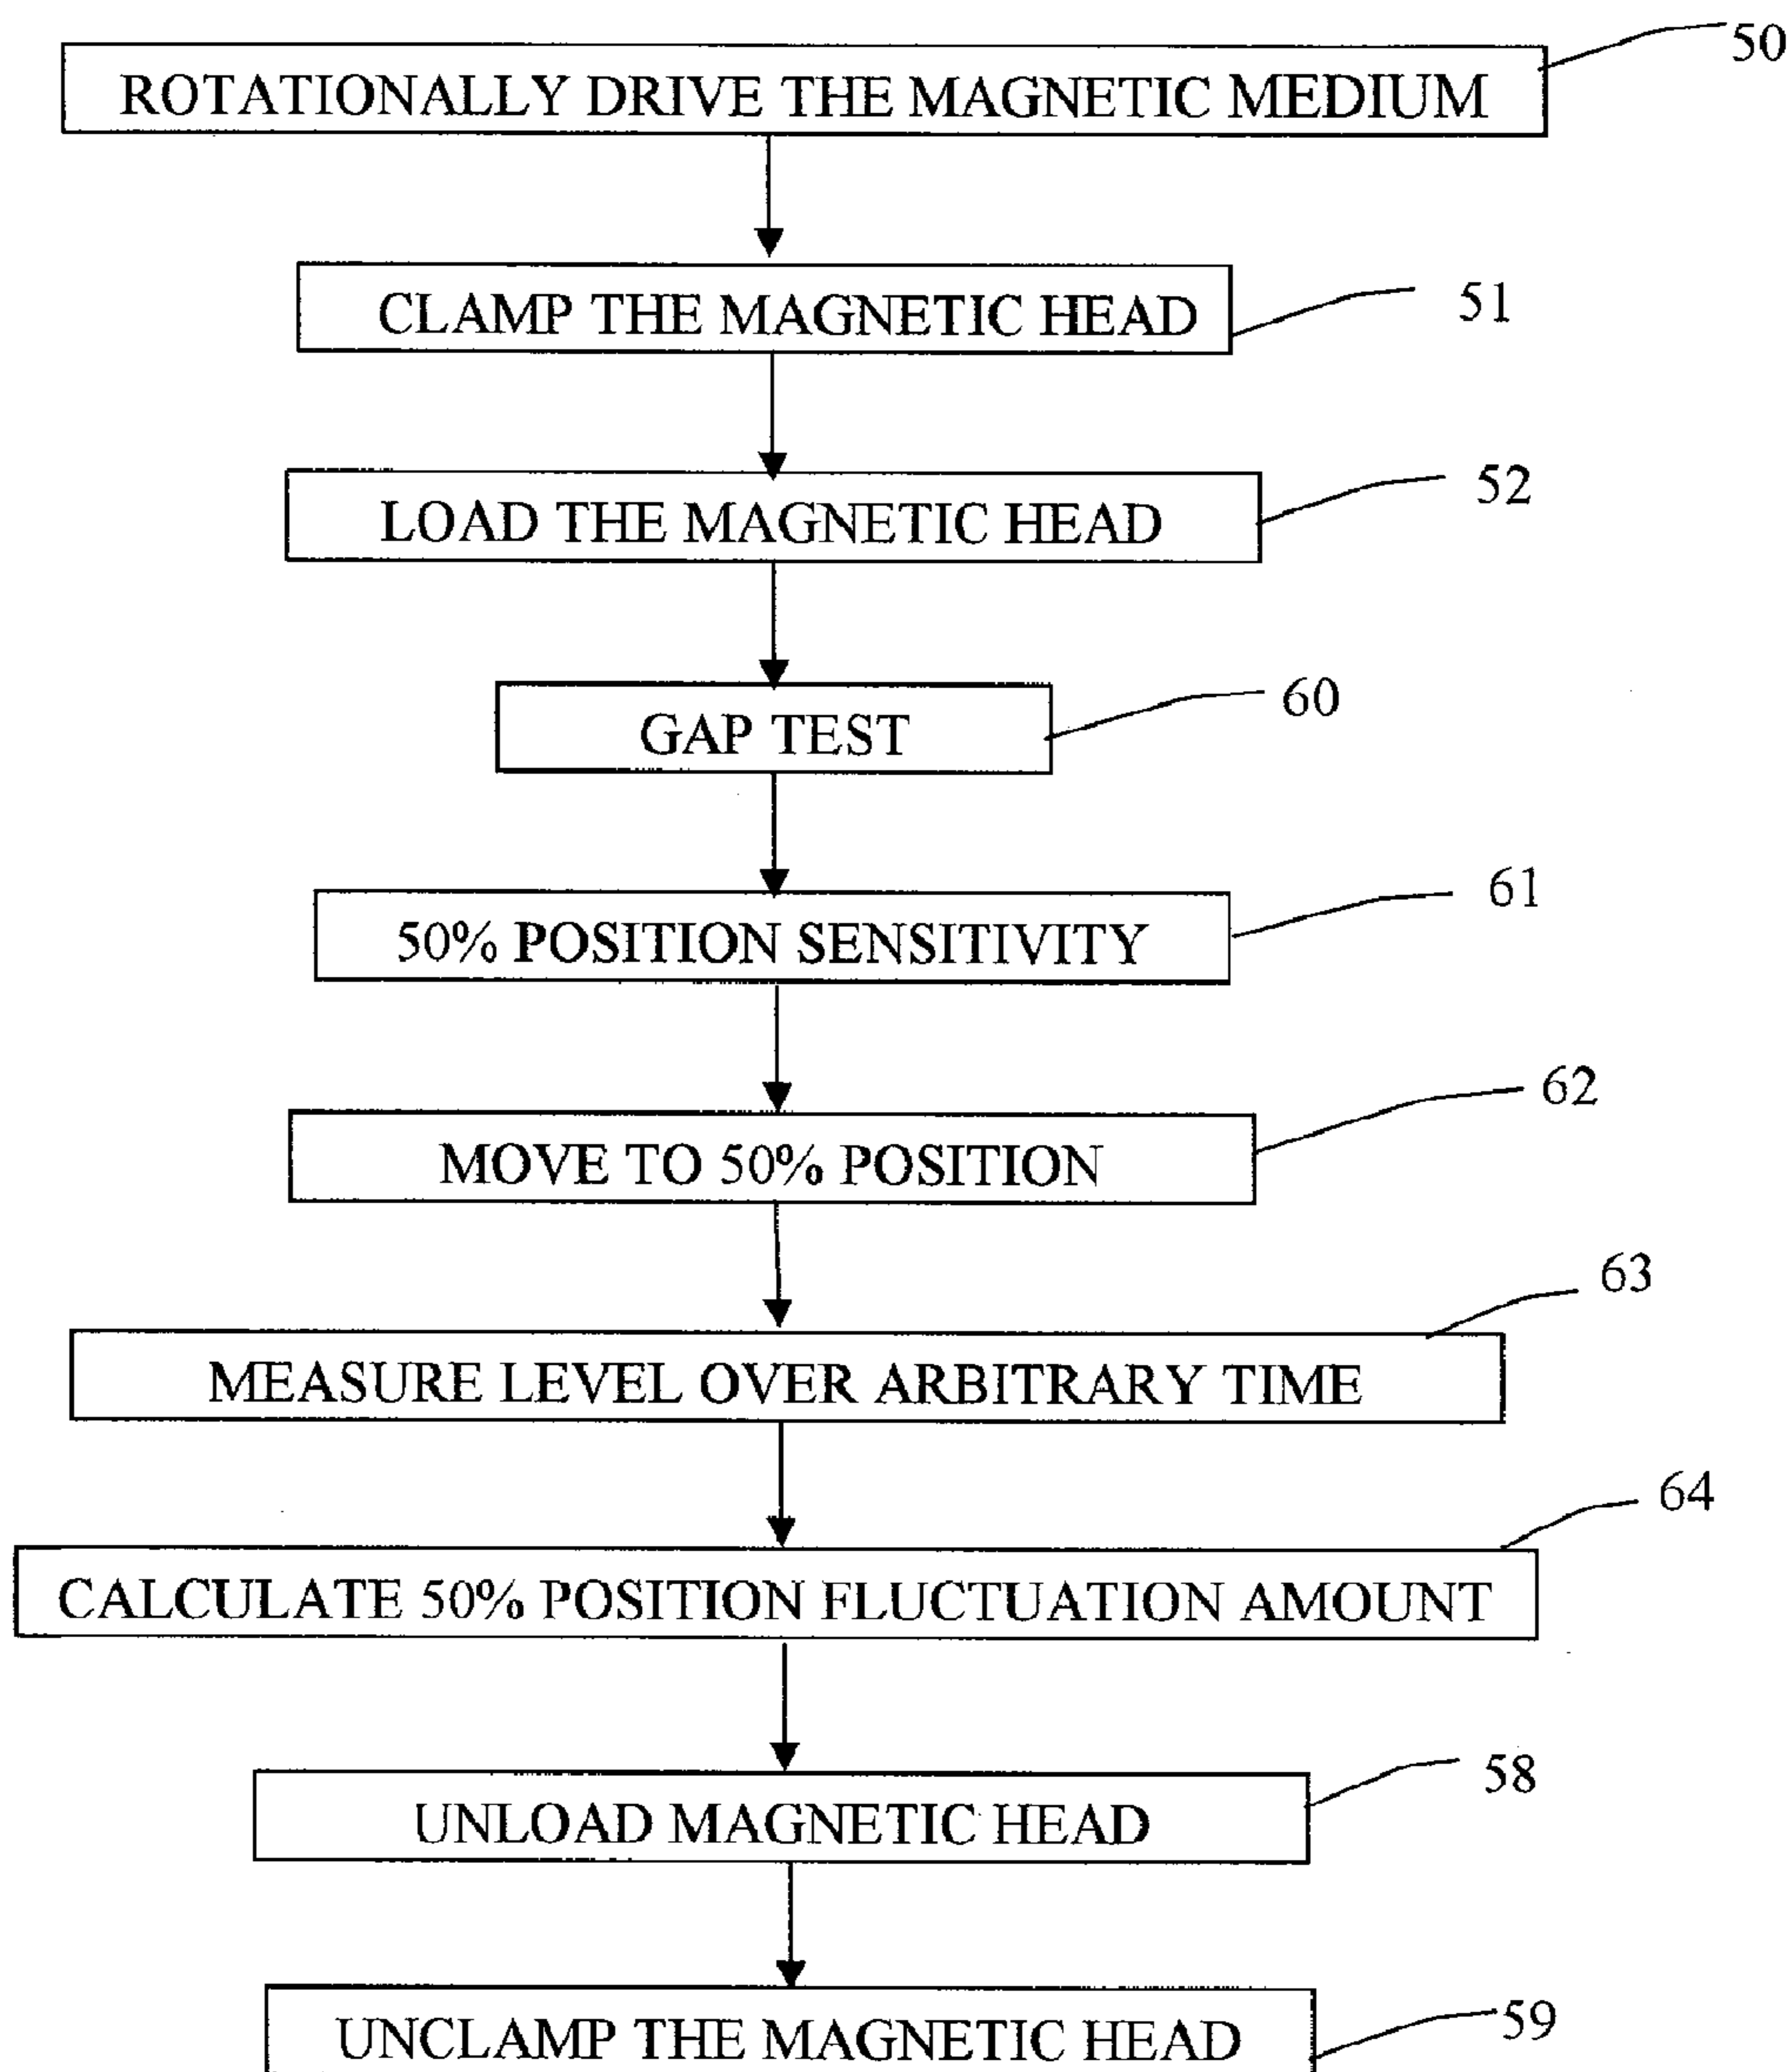 50
ROTATIONALLY DRIVE THE MAGNETIC MEDIUM
CLAMP THE MAGNETIC HEAD
51
LOAD THE MAGNETIC HEAD
52
GAP TEST
60
50% POSITION SENSITIVITY
61
MOVE TO 50% POSITION
62
MEASURE LEVEL OVER ARBITRARY TIME
63
CALCULATE 50% POSITION FLUCTUATION AMOUNT
64
UNLOAD MAGNETIC HEAD
58
UNCLAMP THE MAGNETIC HEAD
59